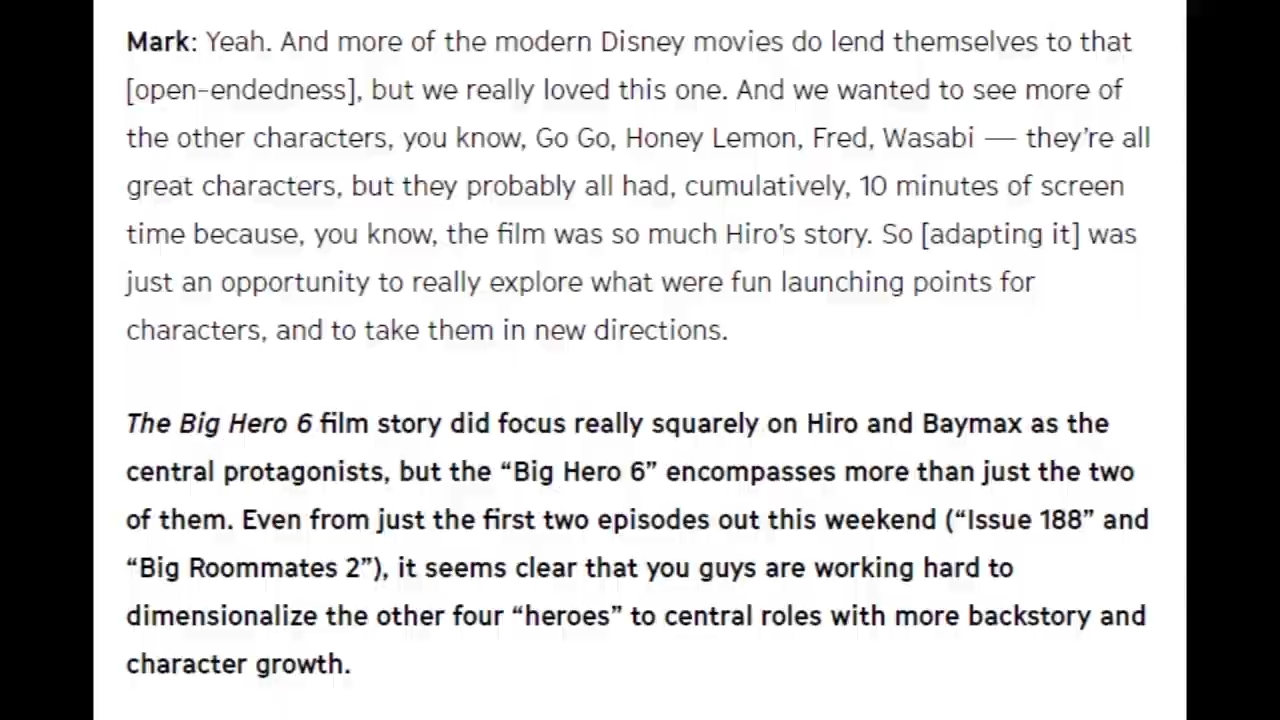 Mark: Yeah. And more of the modern Disney movies do lend themselves to that
[open-endedness], but we really loved this one. And we wanted to see more of
the other characters, you know, Go Go, Honey Lemon, Fred, Wasabi — they’re all
great characters, but they probably all had, cumulatively, 10 minutes of screen
time because, you know, the film was so much Hiro’s story. So [adapting it] was
just an opportunity to really explore what were fun launching points for
characters, and to take them in new directions.
The Big Hero 6 film story did focus really squarely on Hiro and Baymax as the
central protagonists, but the “Big Hero 6” encompasses more than just the two
of them. Even from just the first two episodes out this weekend (“Issue 188” and
“Big Roommates 2”), it seems clear that you guys are working hard to
dimensionalize the other four “heroes” to central roles with more backstory and
character growth.